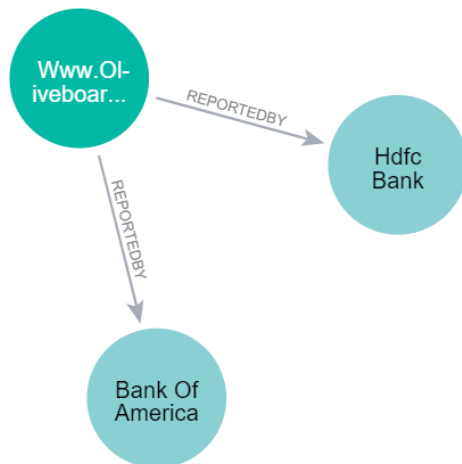 Www.Ol-
iveboar...
REPORTEDBY
Hdfc
Bank
REPORTEDBY
Bank Of
America